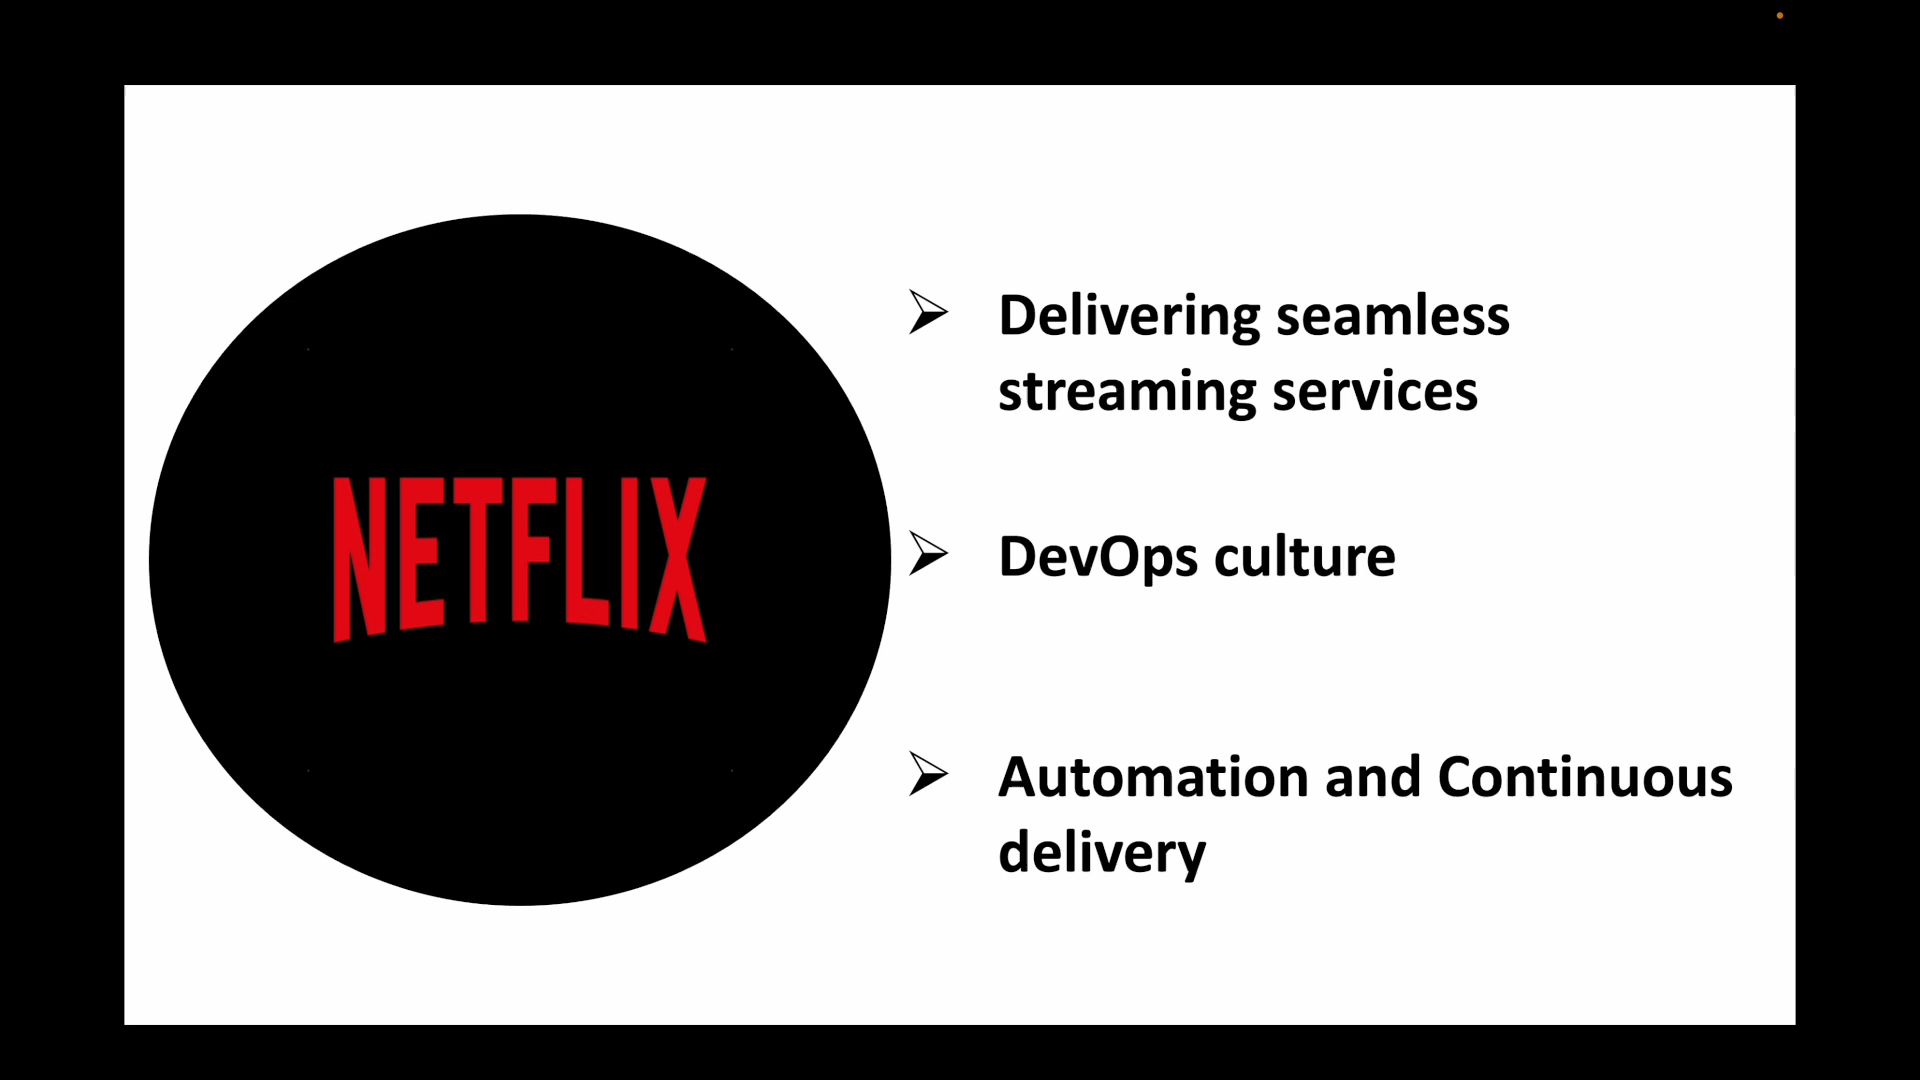 NETFLIX
Delivering seamless
streaming services
DevOps culture
Automation and Continuous
delivery